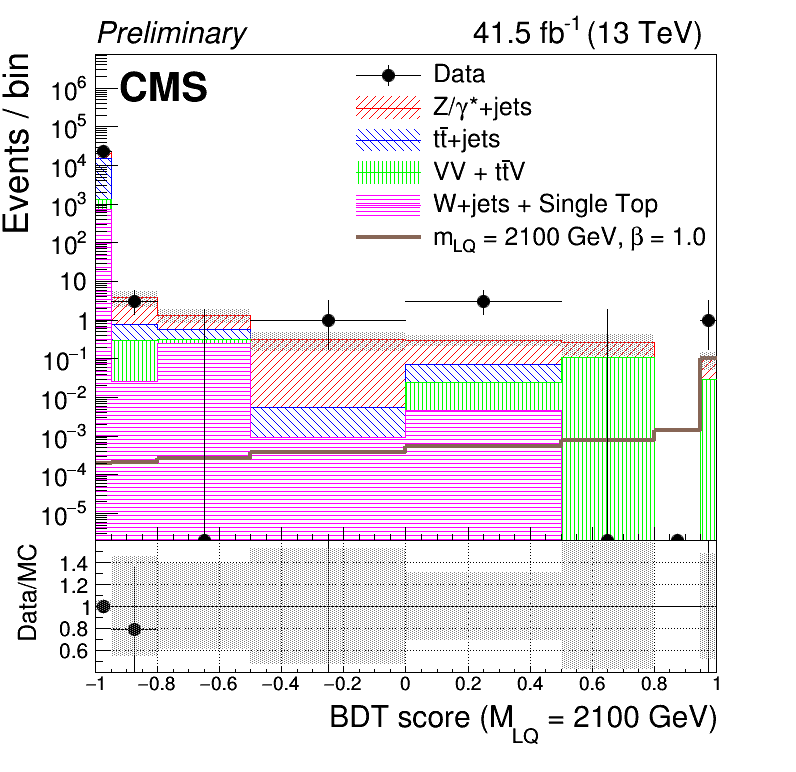 Preliminary 41.5 fb⁻¹ (13 TeV)
CMS
Events / bin
10⁶
10⁵
10⁴
10³
10²
10
1
10⁻¹
10⁻²
10⁻³
10⁻⁴
10⁻⁵
Data
Z/γ*+jets
tt̄+jets
VV + tt̄V
W+jets + Single Top
m_LQ = 2100 GeV, β = 1.0
Data/MC
1.4
1.2
1
0.8
0.6
−1 −0.8 −0.6 −0.4 −0.2 0 0.2 0.4 0.6 0.8 1
BDT score (M_LQ = 2100 GeV)